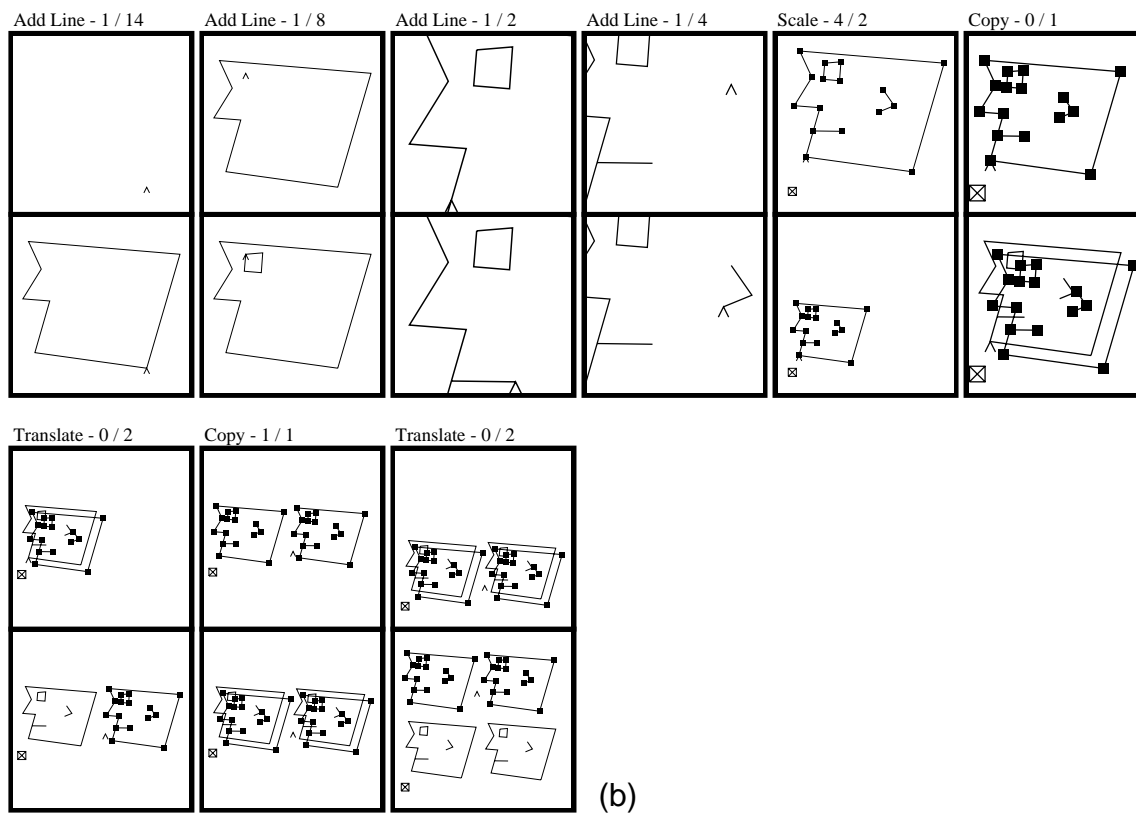 Add Line - 1 / 14 Add Line - 1 / 8 Add Line - 1 / 2 Add Line - 1 / 4 Scale - 4 / 2 Copy - 0 / 1
Translate - 0 / 2 Copy - 1 / 1 Translate - 0 / 2
(b)